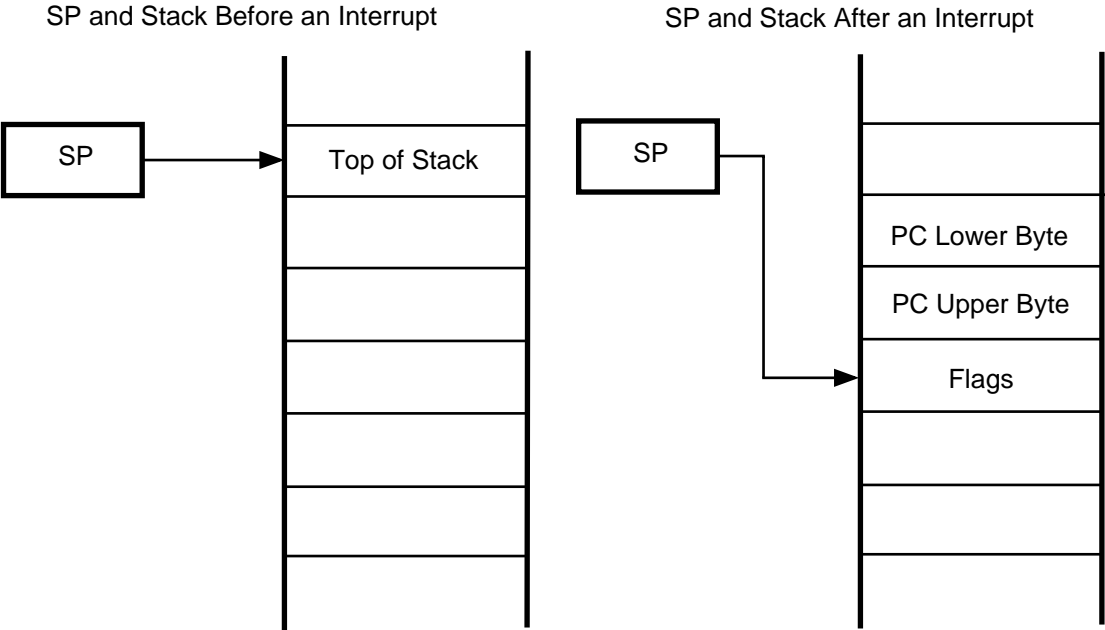 SP and Stack Before an Interrupt
SP
Top of Stack
SP and Stack After an Interrupt
SP
PC Lower Byte
PC Upper Byte
Flags